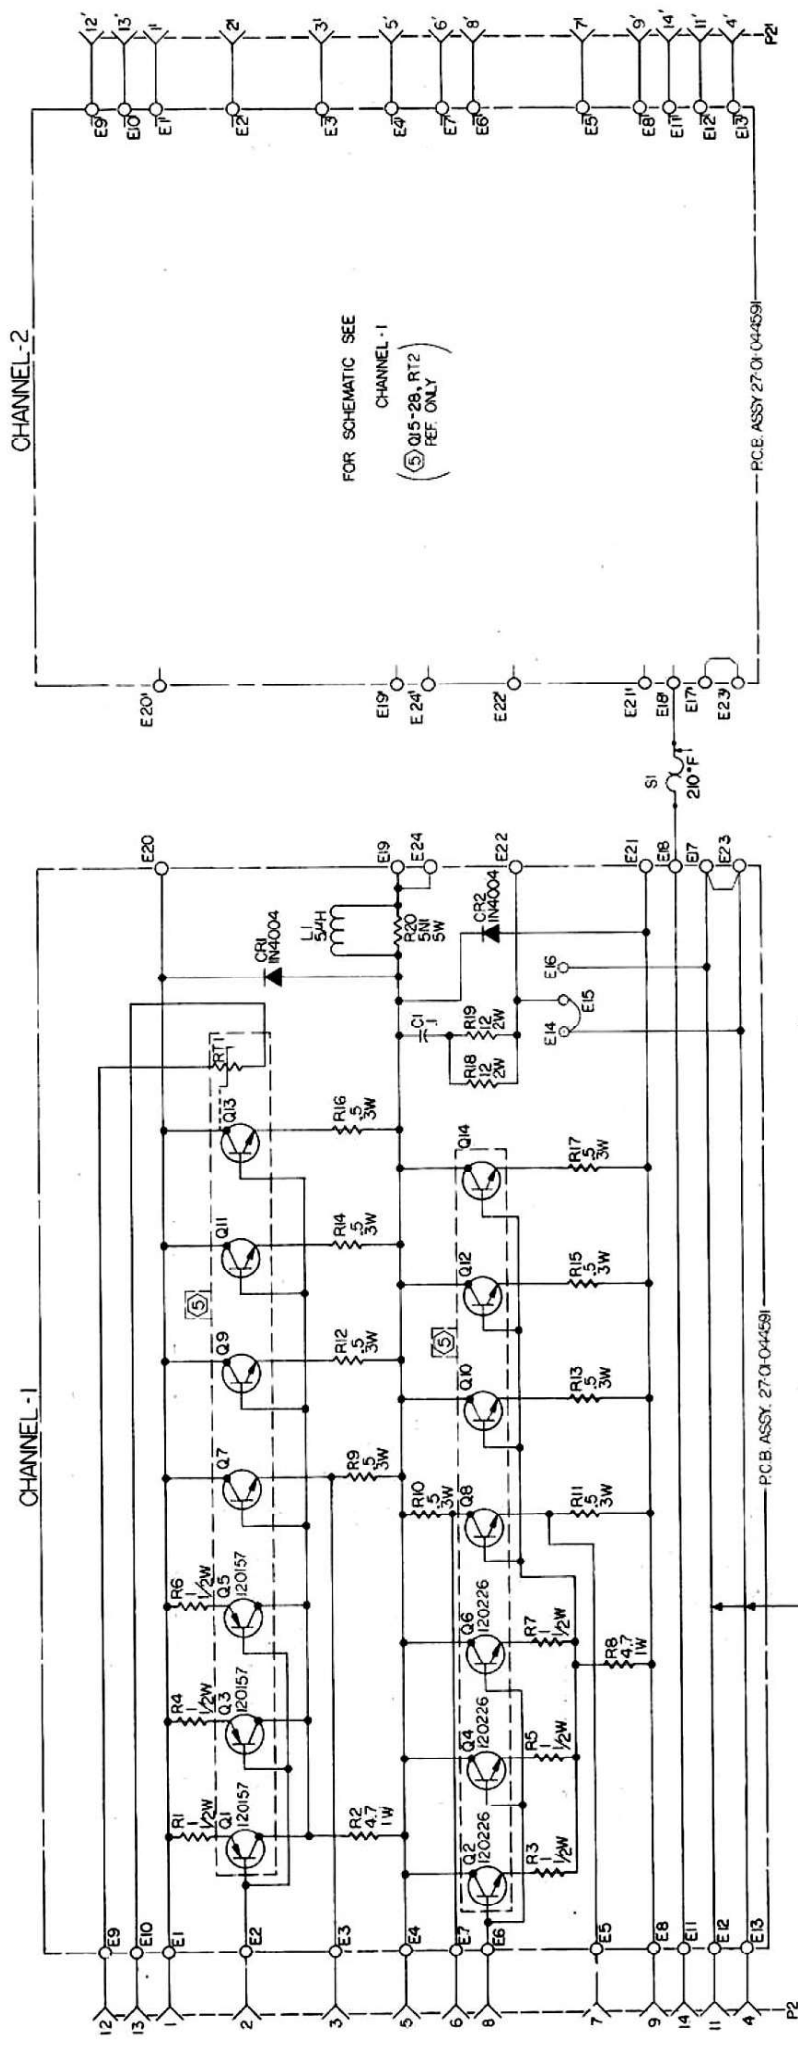 CHANNEL-1
12
E9
13
E10
1
E1
2
E2
3
E3
5
E4
6
E7
8
E6
7
E5
9
E8
14
E11
11
E12
4
E13
P2
R1
1
1/2W
Q1
120157
R4
1
1/2W
Q3
120157
R6
1
1/2W
Q5
120157
Q7
Q9
5
Q11
Q13
RT1
R2
4.7
1W
R9
.5
3W
R12
.5
3W
R14
.5
3W
R16
.5
3W
CR1
IN4004
L1
5μH
R20
5N1
5W
Q2
120226
Q4
120226
Q6
120226
R10
.5
3W
Q8
Q10
5
Q12
Q14
R3
1
1/2W
R5
1
1/2W
R7
1
1/2W
R8
4.7
1W
R11
.5
3W
R13
.5
3W
R15
.5
3W
R17
.5
3W
C1
.1
R18
12
2W
R19
12
2W
CR2
IN4004
E14
E15
E16
E20
E19
E24
E22
E21
E18
E17
E23
P.C.B. ASSY. 27-01-044591
S1
210°F
CHANNEL-2
E20'
E19'
E24'
E22'
E21'
E18'
E17'
E23'
FOR SCHEMATIC SEE
CHANNEL-1
5 Q15-28, RT2
REF. ONLY
E9'
12'
E10'
13'
E1'
1'
E2'
2'
E3'
3'
E4'
5'
E7'
6'
E6'
8'
E5'
7'
E8'
9'
E11'
14'
E12'
11'
E13'
4'
P2'
P.C.B. ASSY 27-01-044591